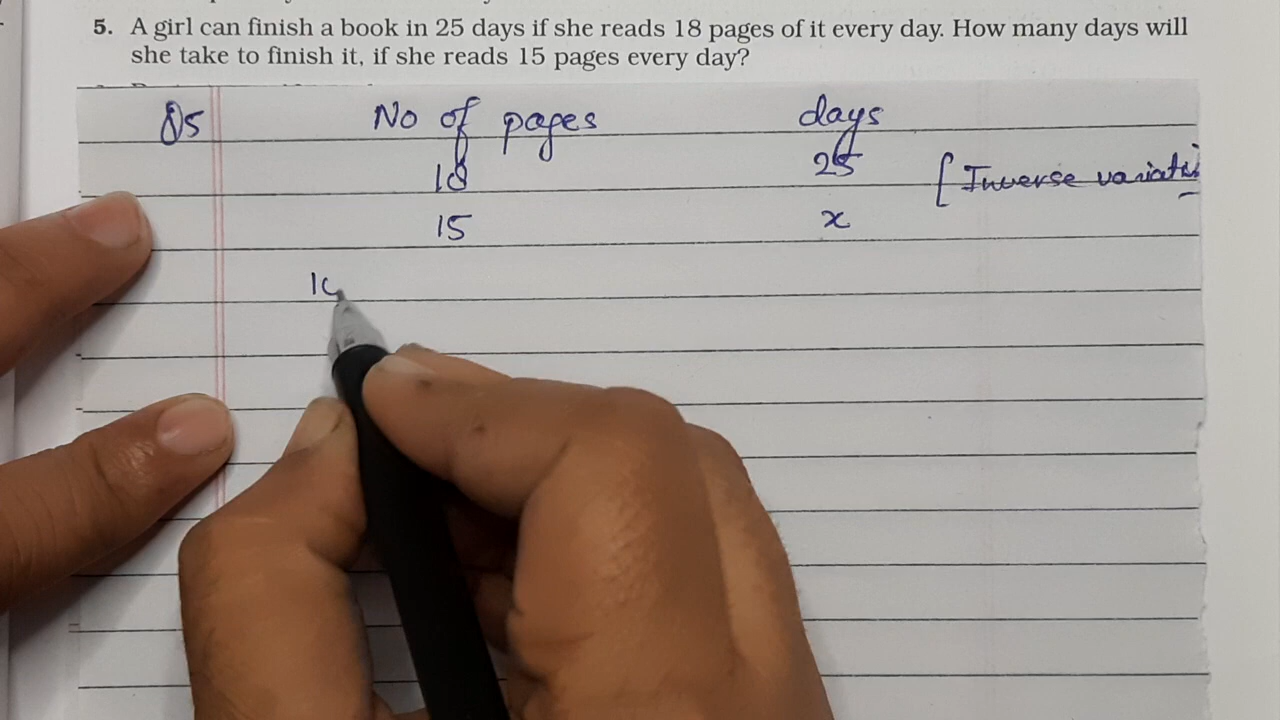 5. A girl can finish a book in 25 days if she reads 18 pages of it every day. How many days will
she take to finish it, if she reads 15 pages every day?
Q5 No of pages days
18 25 [Inverse
15 x